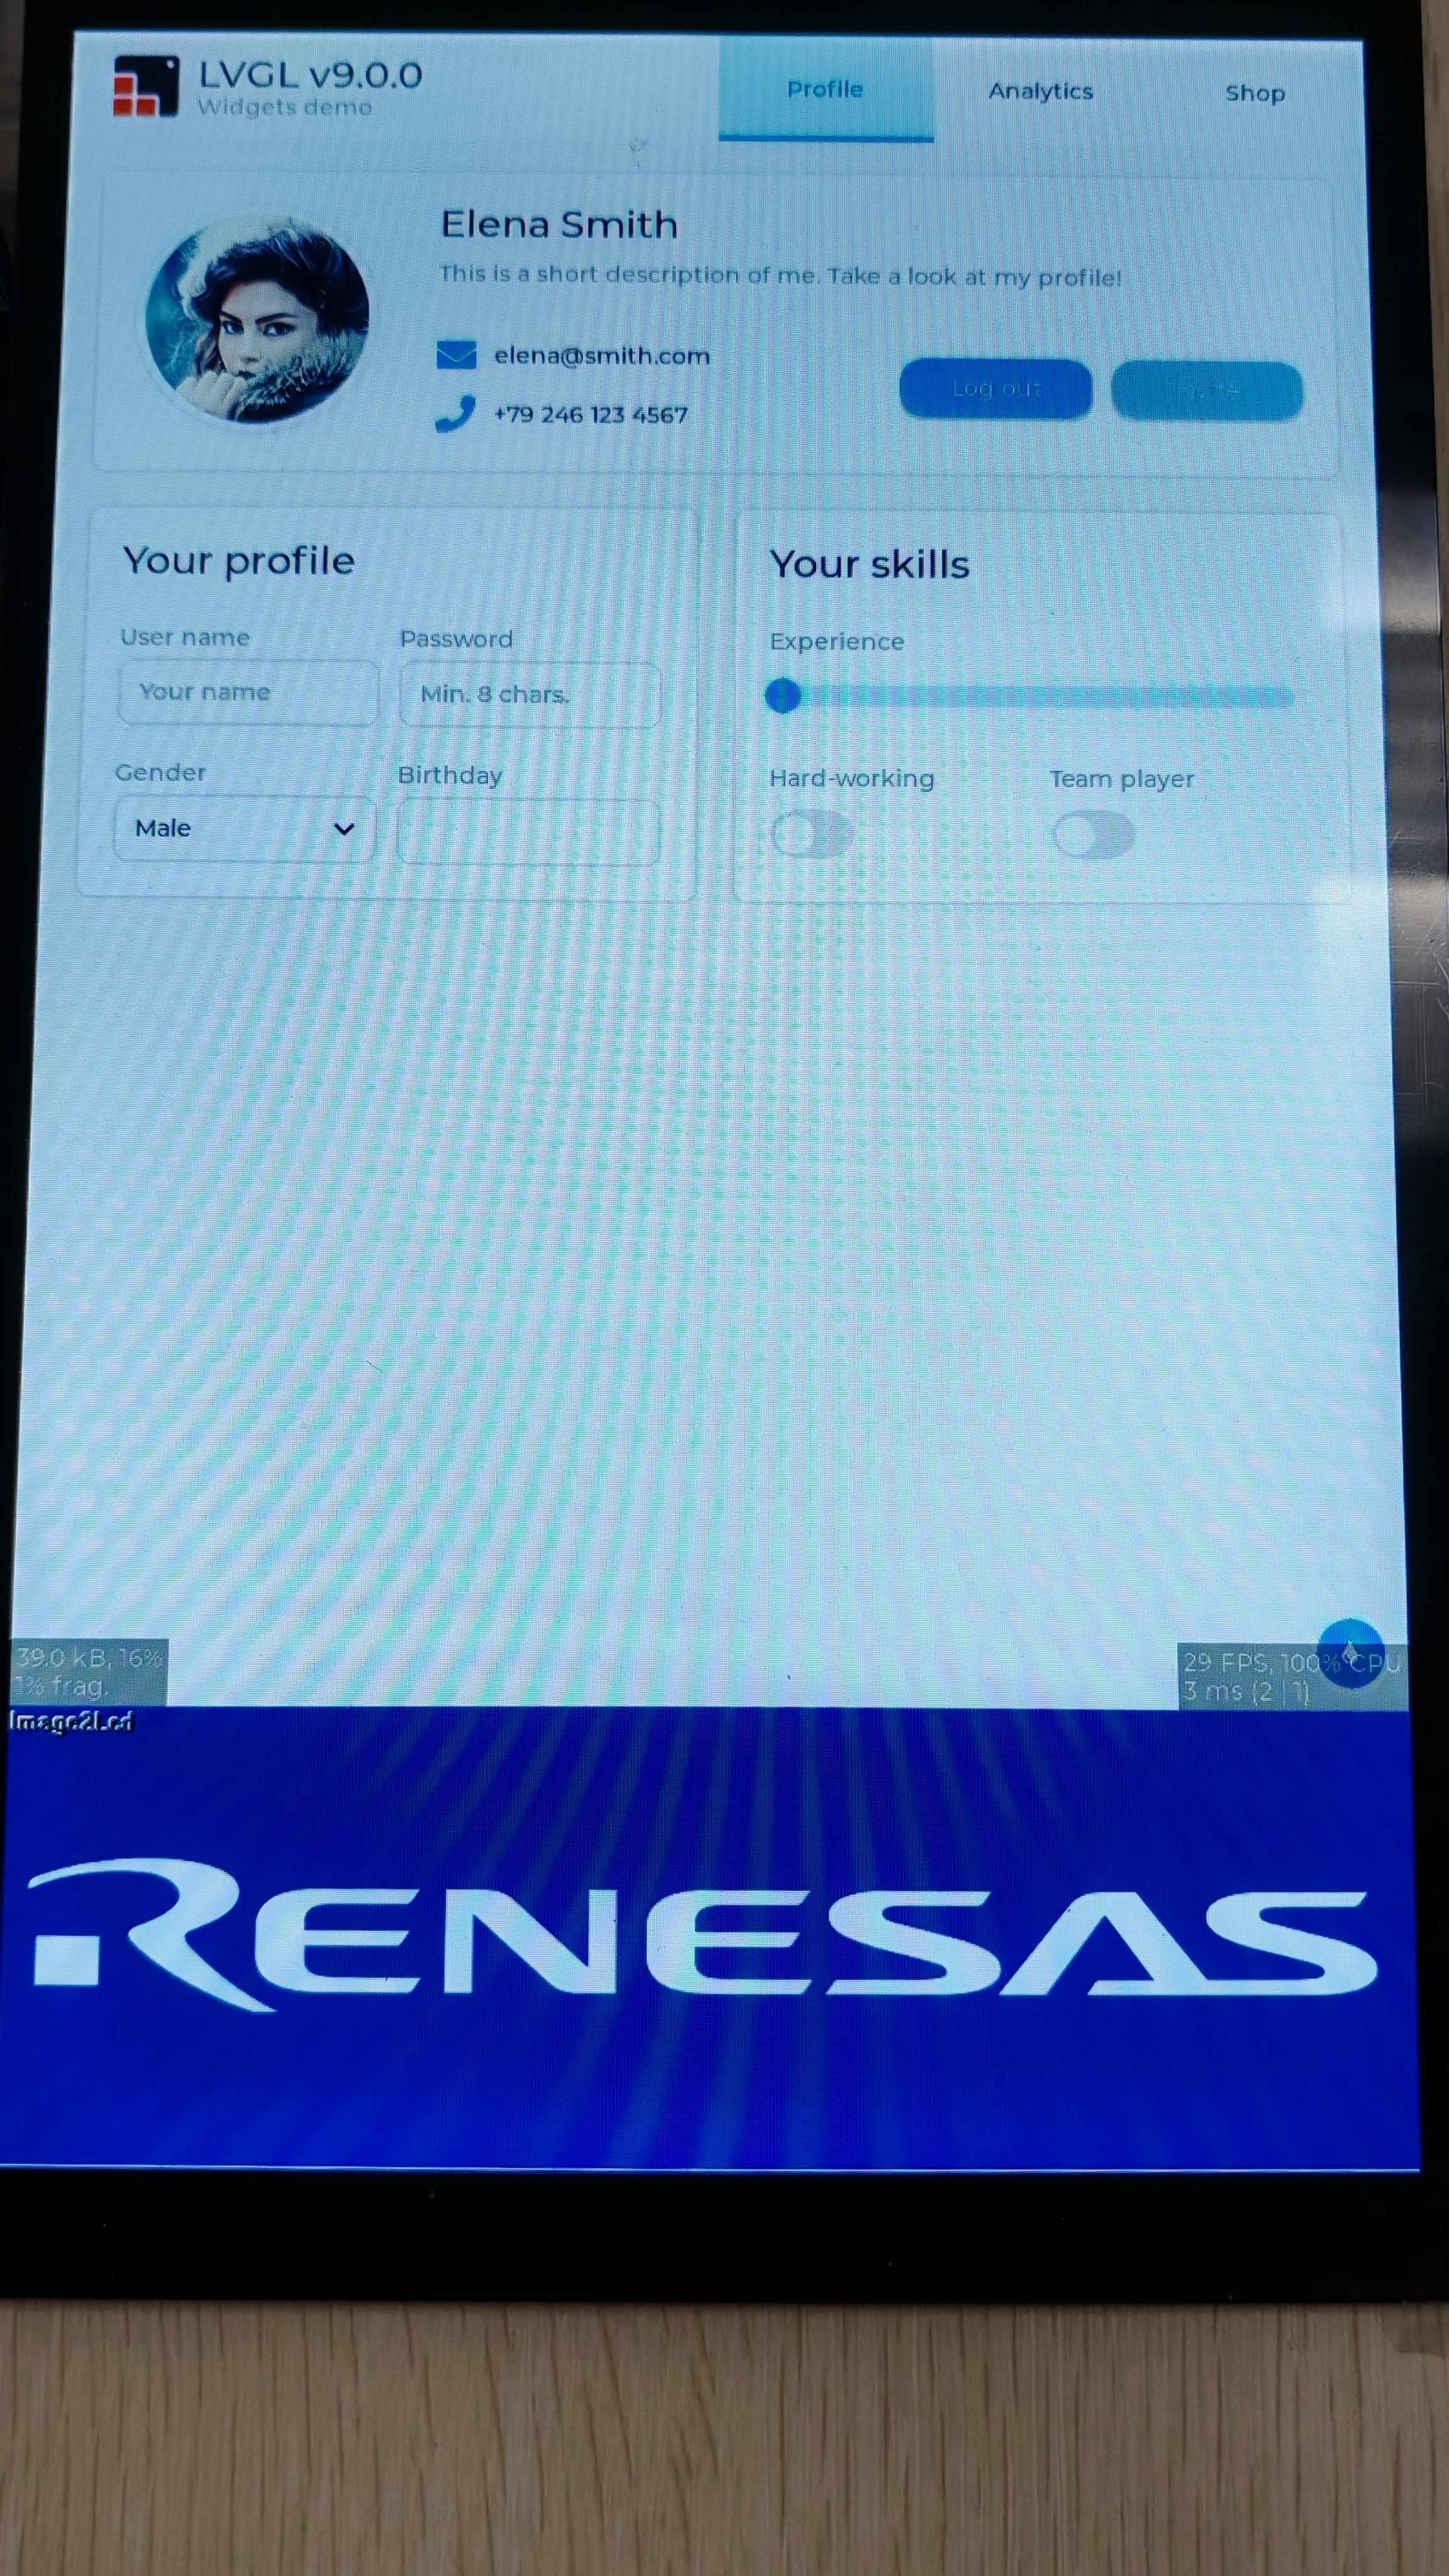 LVGL v9.0.0
Widgets demo
Profile
Analytics
Shop
Elena Smith
This is a short description of me. Take a look at my profile!
elena@smith.com
+79 246 123 4567
Log out
Your profile
User name
Password
Your name
Min. 8 chars.
Gender
Birthday
Male
Your skills
Experience
Hard-working
Team player
39.0 kB, 16%
1% frag.
29 FPS, 100% CPU
3 ms (2 | 1)
Image2Lcd
RENESAS